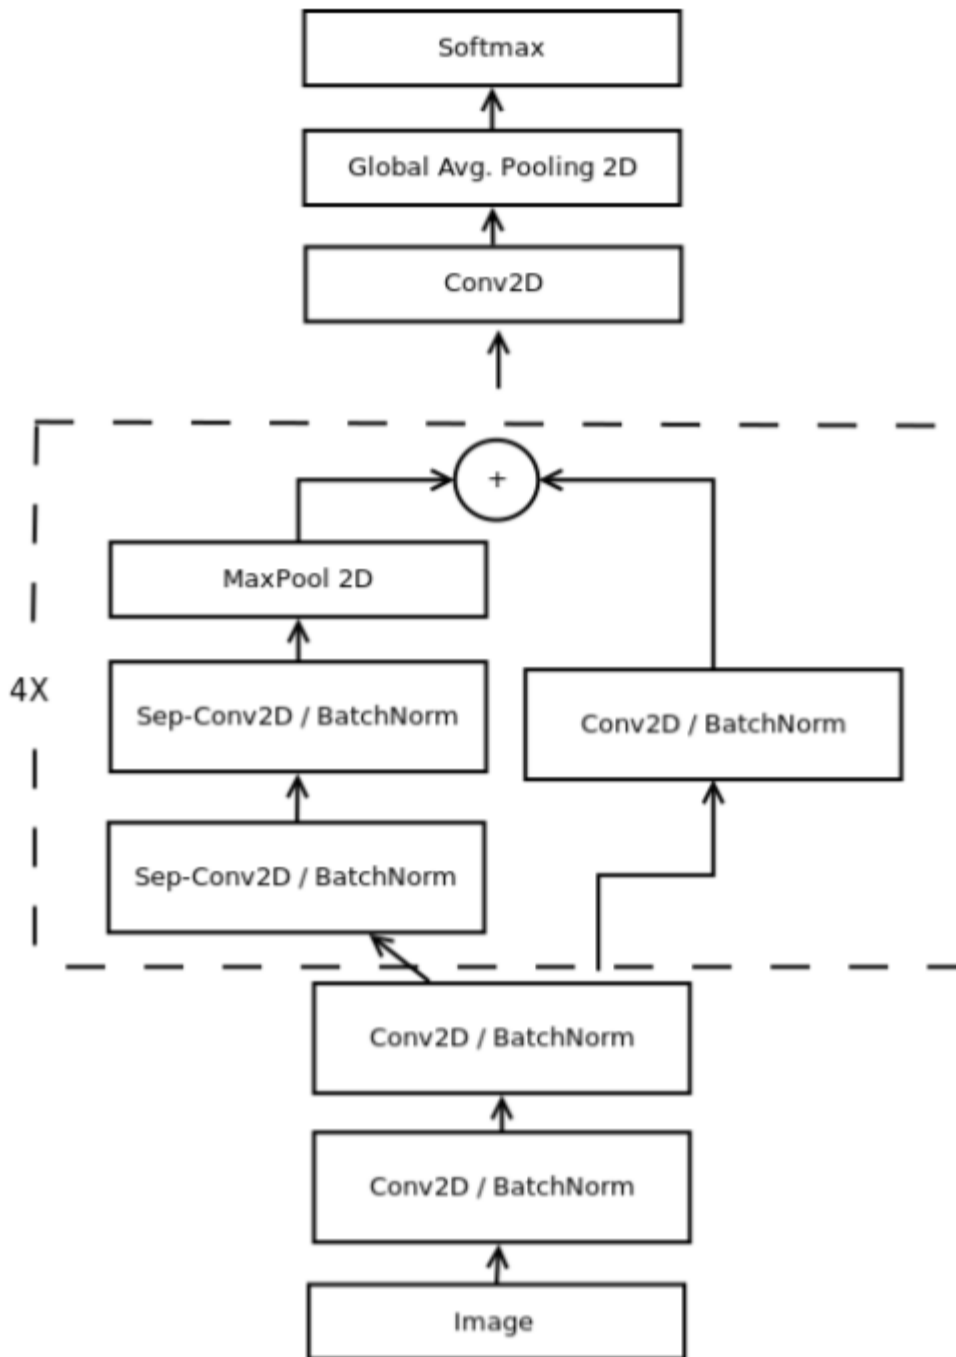 Softmax
Global Avg. Pooling 2D
Conv2D
+
MaxPool 2D
4X
Sep-Conv2D / BatchNorm
Conv2D / BatchNorm
Sep-Conv2D / BatchNorm
Conv2D / BatchNorm
Conv2D / BatchNorm
Image